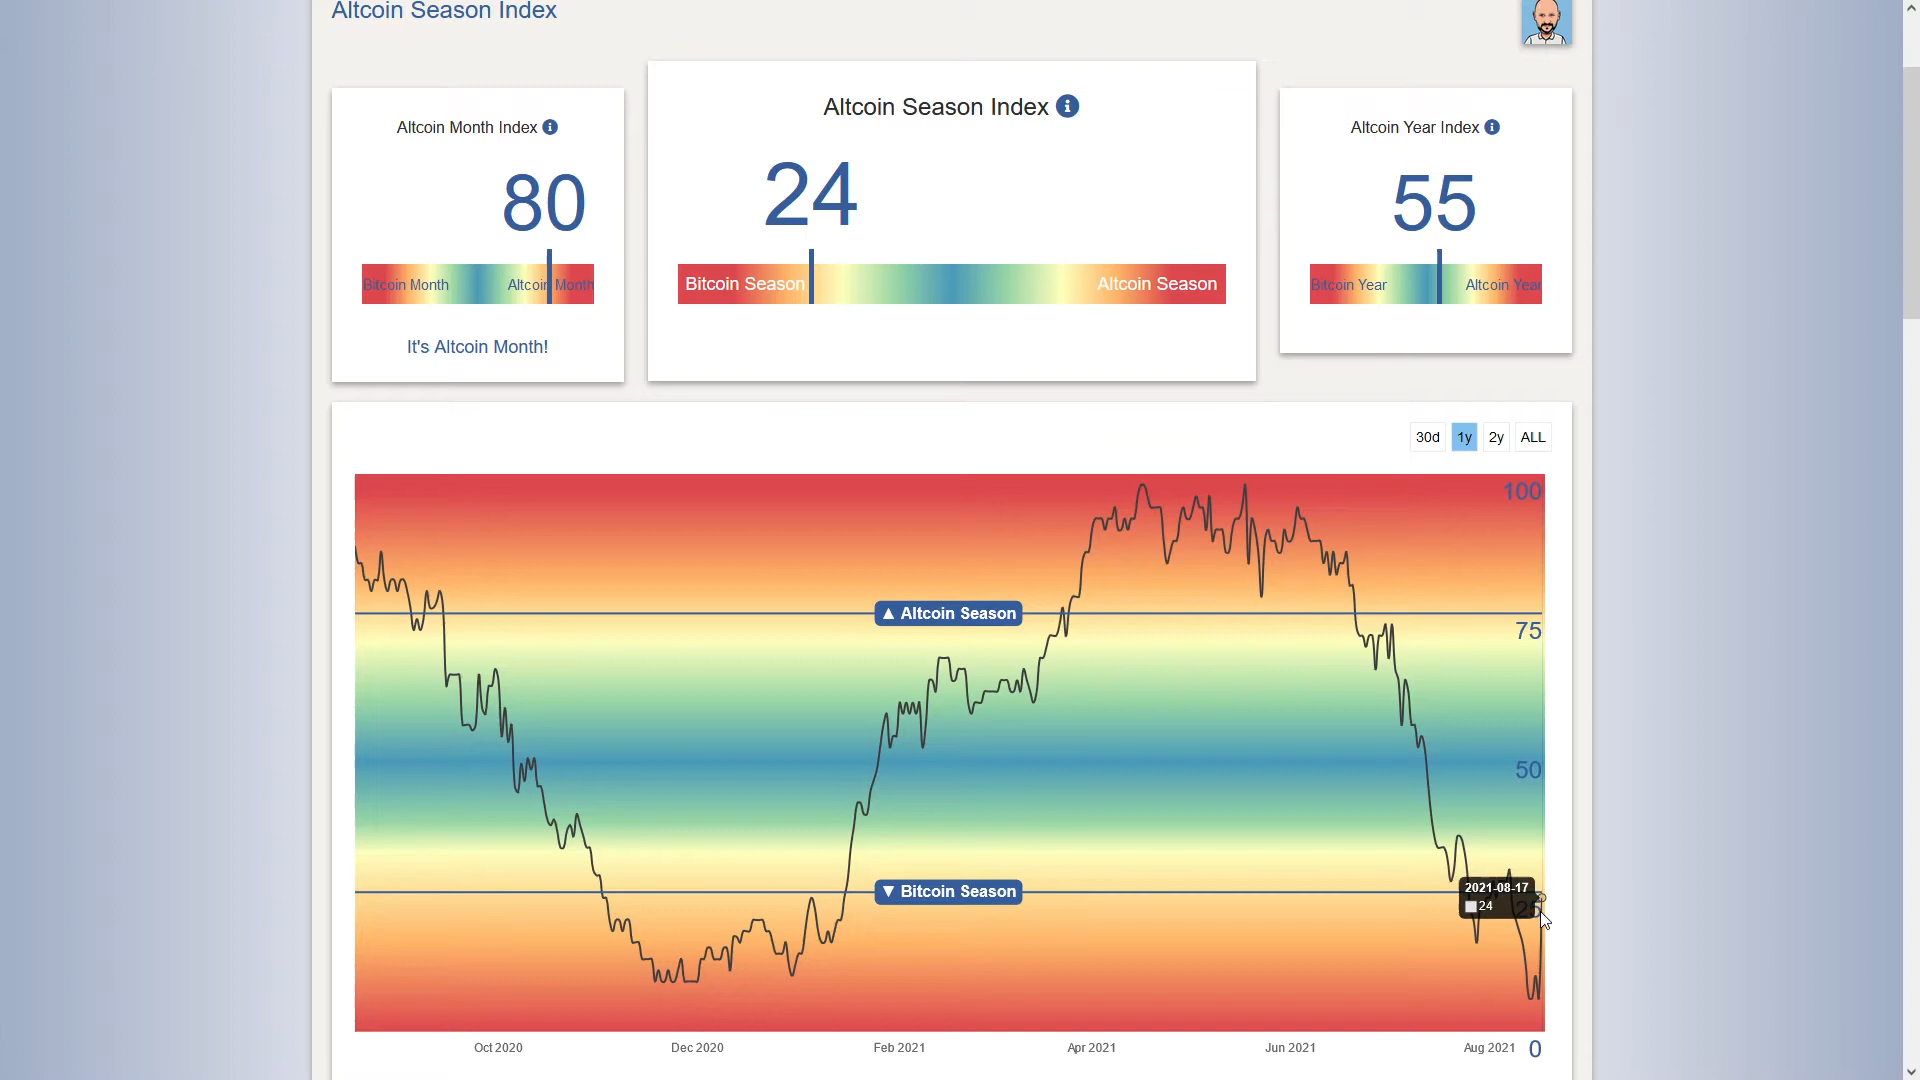 Altcoin Season Index
Altcoin Month Index
80
Bitcoin Month
Altcoin Month
It's Altcoin Month!
Altcoin Season Index
24
Bitcoin Season
Altcoin Season
Altcoin Year Index
55
Bitcoin Year
Altcoin Year
30d 1y 2y ALL
100
▲ Altcoin Season
75
50
▼ Bitcoin Season
2021-08-17
24
25
Oct 2020 Dec 2020 Feb 2021 Apr 2021 Jun 2021 Aug 2021 0